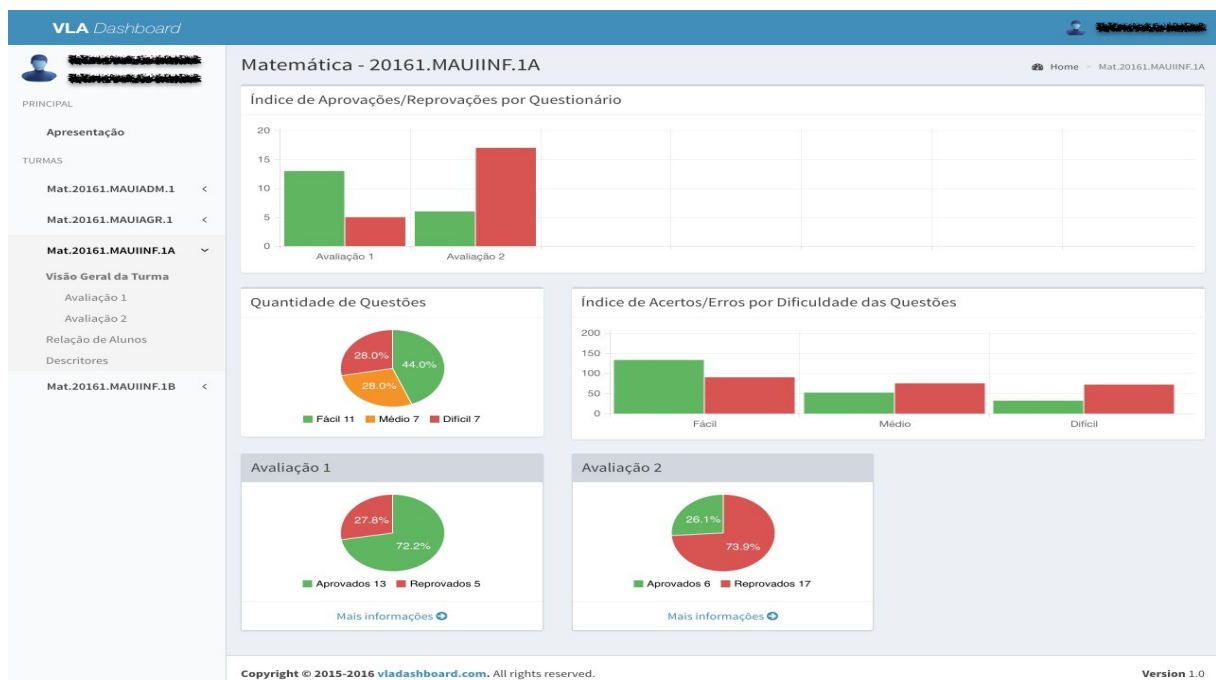 VLA Dashboard
PRINCIPAL
Apresentação
TURMAS
Mat.20161.MAUIADM.1
Mat.20161.MAUIAGR.1
Mat.20161.MAUIINF.1A
Visão Geral da Turma
Avaliação 1
Avaliação 2
Relação de Alunos
Descritores
Mat.20161.MAUIINF.1B
Matemática - 20161.MAUIINF.1A
Home > Mat.20161.MAUIINF.1A
Índice de Aprovações/Reprovações por Questionário
20
15
10
5
0
Avaliação 1 Avaliação 2
Quantidade de Questões
28.0% 44.0%
28.0%
Fácil 11 Médio 7 Difícil 7
Índice de Acertos/Erros por Dificuldade das Questões
200
150
100
50
0
Fácil Médio Difícil
Avaliação 1
27.8%
72.2%
Aprovados 13 Reprovados 5
Mais informações
Avaliação 2
26.1%
73.9%
Aprovados 6 Reprovados 17
Mais informações
Copyright © 2015-2016 vladashboard.com. All rights reserved.
Version 1.0